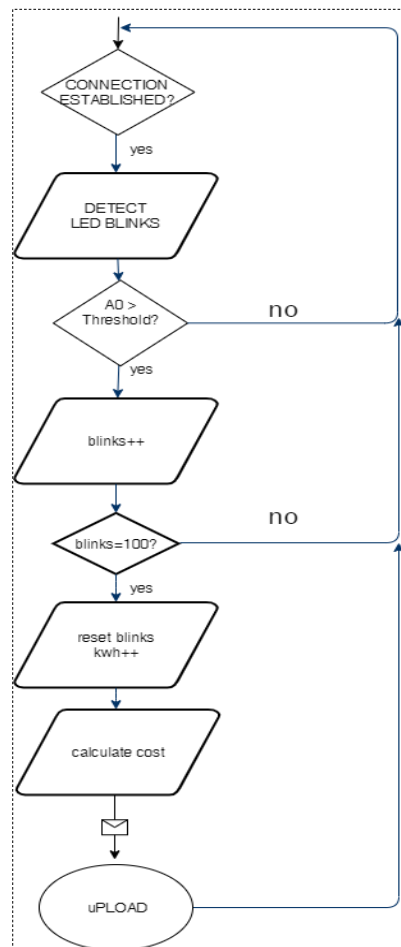 CONNECTION
ESTABLISHED?
yes
DETECT
LED BLINKS
A0 >
Threshold?
no
yes
blinks++
no
blinks=100?
yes
reset blinks
kwh++
calculate cost
uPLOAD